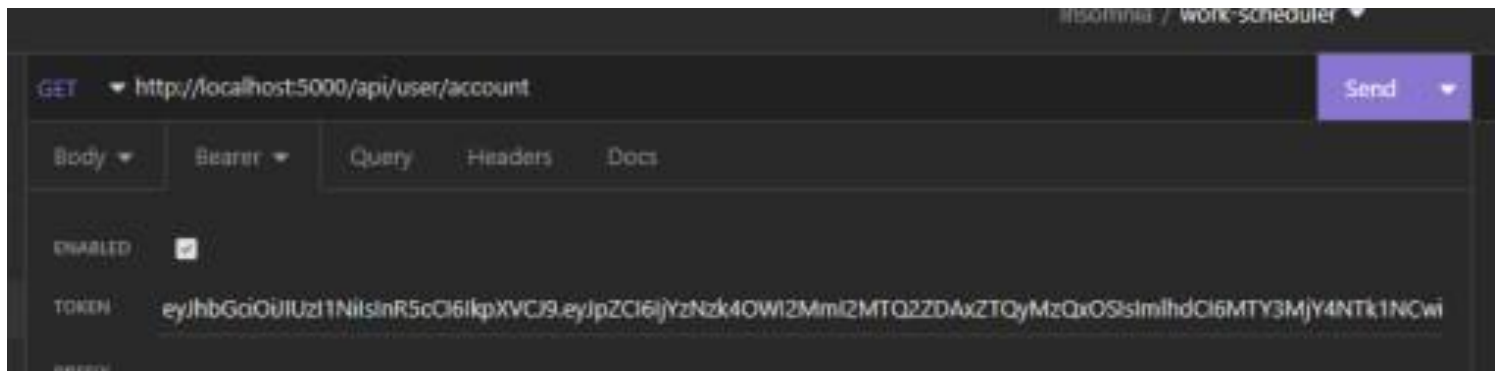 Insomnia / work-scheduler
GET http://localhost:5000/api/user/account Send
Body Bearer Query Headers Docs
ENABLED
TOKEN eyJhbGciOiJIUzI1NiIsInR5cCI6IkpXVCJ9.eyJpZCI6IjYzNzk4OWI2MmI2MTQ2ZDAxZTQyMzQxOSIsImlhdCI6MTY3MjY4NTk1NCwi